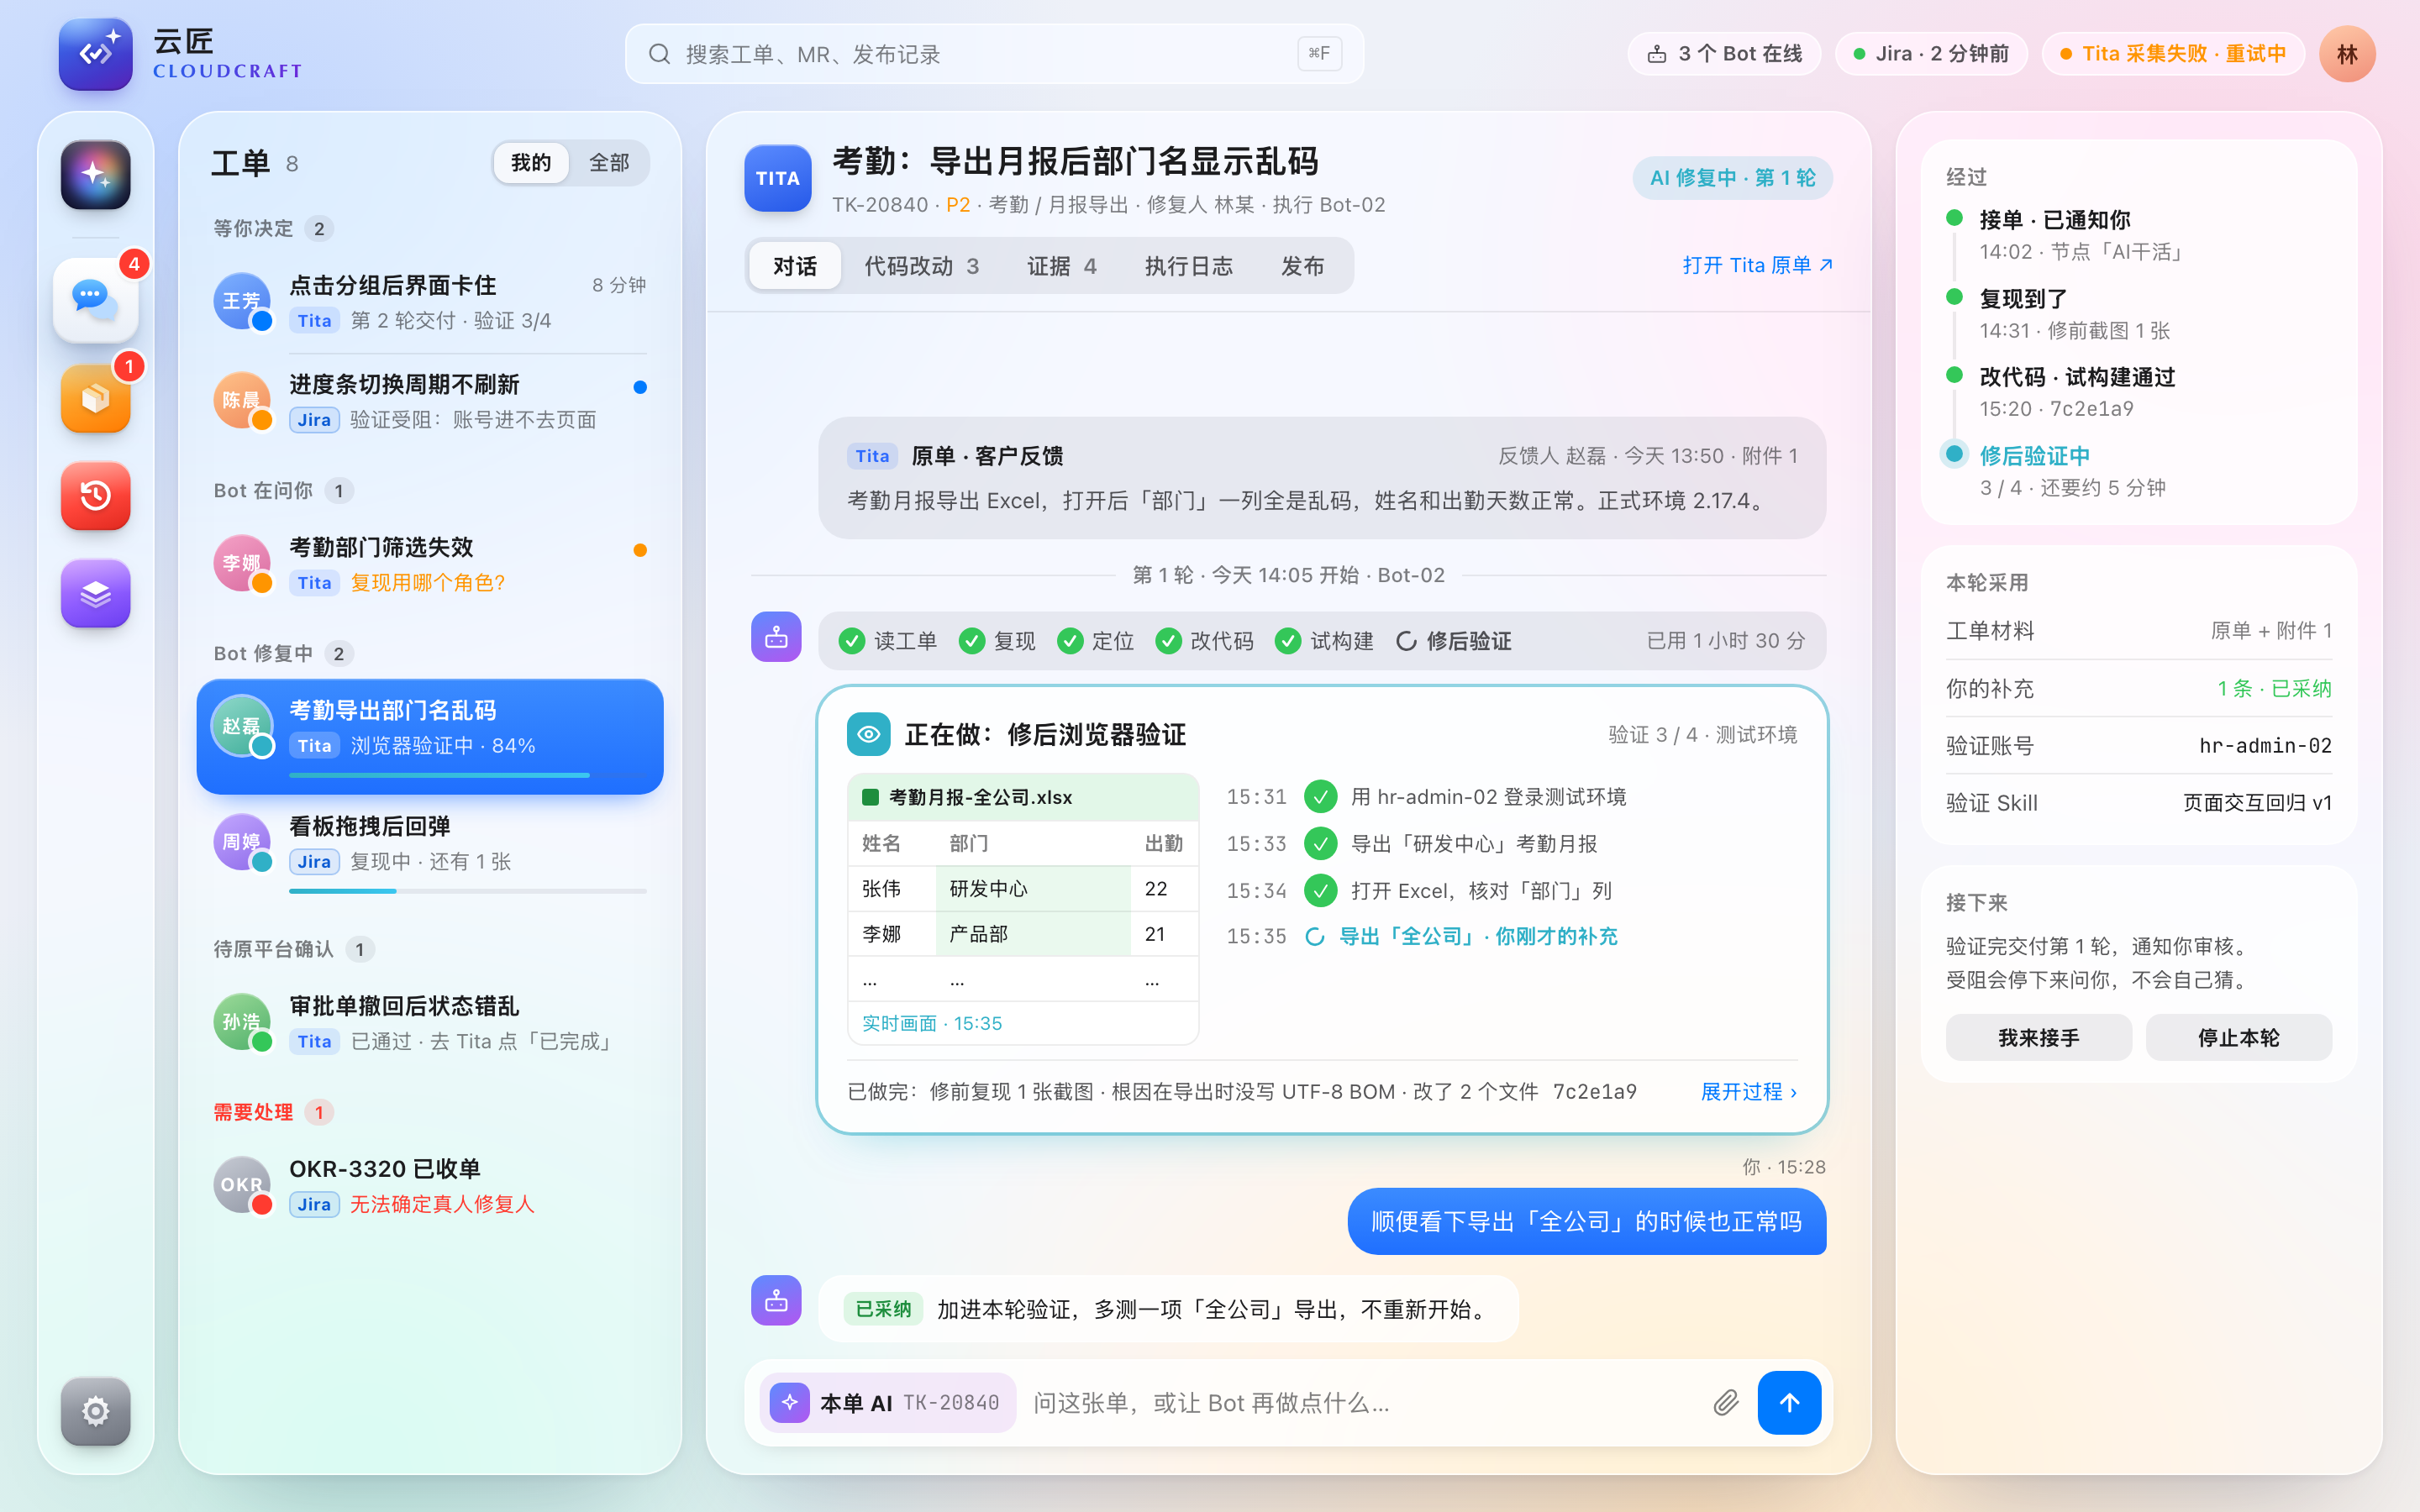 云匠
CLOUDCRAFT
搜索工单、MR、发布记录
⌘F
3 个 Bot 在线
Jira · 2 分钟前
Tita 采集失败 · 重试中
林
4
1
工单 8
我的 全部
等你决定 2
王芳
点击分组后界面卡住 8 分钟
Tita 第 2 轮交付 · 验证 3/4
陈晨
进度条切换周期不刷新
Jira 验证受阻：账号进不去页面
Bot 在问你 1
李娜
考勤部门筛选失效
Tita 复现用哪个角色？
Bot 修复中 2
赵磊
考勤导出部门名乱码
Tita 浏览器验证中 · 84%
周婷
看板拖拽后回弹
Jira 复现中 · 还有 1 张
待原平台确认 1
孙浩
审批单撤回后状态错乱
Tita 已通过 · 去 Tita 点「已完成」
需要处理 1
OKR
OKR-3320 已收单
Jira 无法确定真人修复人
TITA
考勤：导出月报后部门名显示乱码
TK-20840 · P2 · 考勤 / 月报导出 · 修复人 林某 · 执行 Bot-02
AI 修复中 · 第 1 轮
对话 代码改动 3 证据 4 执行日志 发布
打开 Tita 原单 ↗
Tita 原单 · 客户反馈 反馈人 赵磊 · 今天 13:50 · 附件 1
考勤月报导出 Excel，打开后「部门」一列全是乱码，姓名和出勤天数正常。正式环境 2.17.4。
第 1 轮 · 今天 14:05 开始 · Bot-02
读工单 复现 定位 改代码 试构建 修后验证 已用 1 小时 30 分
正在做：修后浏览器验证 验证 3 / 4 · 测试环境
考勤月报-全公司.xlsx
姓名 部门 出勤
张伟 研发中心 22
李娜 产品部 21
... ... ...
实时画面 · 15:35
15:31 用 hr-admin-02 登录测试环境
15:33 导出「研发中心」考勤月报
15:34 打开 Excel，核对「部门」列
15:35 导出「全公司」· 你刚才的补充
已做完：修前复现 1 张截图 · 根因在导出时没写 UTF-8 BOM · 改了 2 个文件 7c2e1a9 展开过程 ›
你 · 15:28
顺便看下导出「全公司」的时候也正常吗
已采纳 加进本轮验证，多测一项「全公司」导出，不重新开始。
本单 AI TK-20840 问这张单，或让 Bot 再做点什么...
经过
接单 · 已通知你
14:02 · 节点「AI干活」
复现到了
14:31 · 修前截图 1 张
改代码 · 试构建通过
15:20 · 7c2e1a9
修后验证中
3 / 4 · 还要约 5 分钟
本轮采用
工单材料 原单 + 附件 1
你的补充 1 条 · 已采纳
验证账号 hr-admin-02
验证 Skill 页面交互回归 v1
接下来
验证完交付第 1 轮，通知你审核。
受阻会停下来问你，不会自己猜。
我来接手 停止本轮